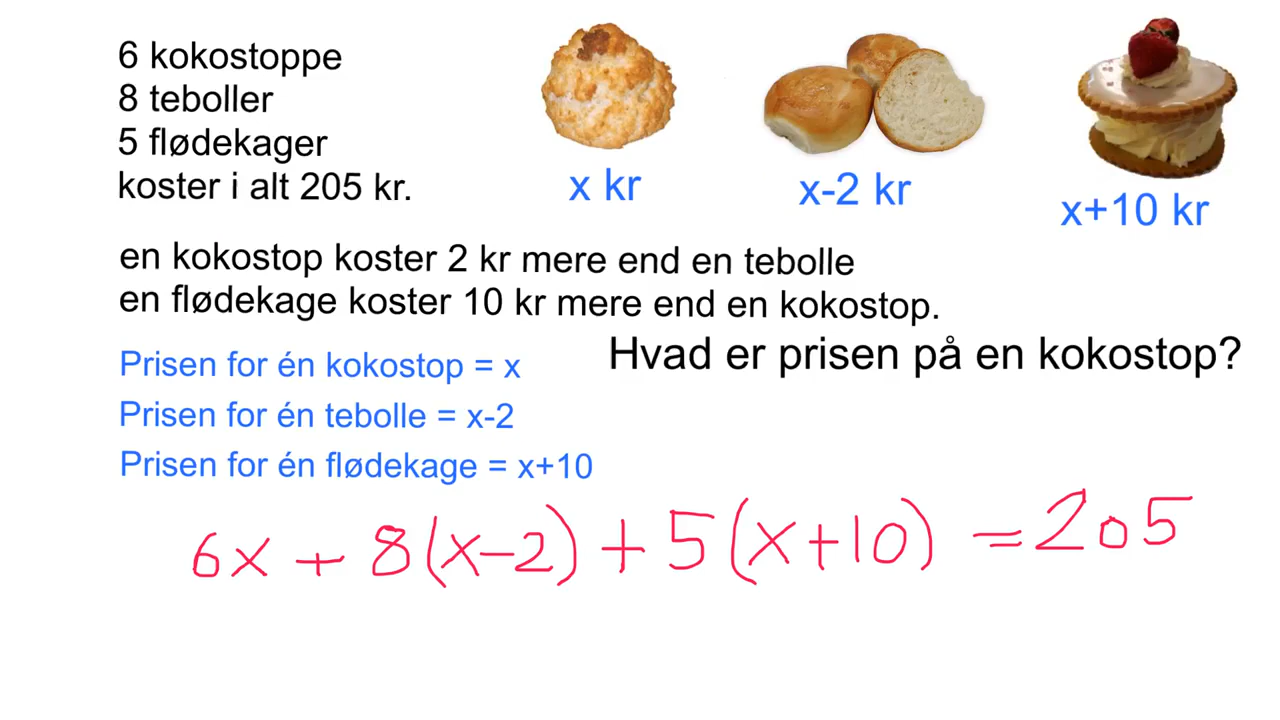 6 kokostoppe
8 teboller
5 flødekager
koster i alt 205 kr.
x kr
x-2 kr
x+10 kr
en kokostop koster 2 kr mere end en tebolle
en flødekage koster 10 kr mere end en kokostop.
Hvad er prisen på en kokostop?
Prisen for én kokostop = x
Prisen for én tebolle = x-2
Prisen for én flødekage = x+10
6x + 8(x-2) + 5(x+10) = 205